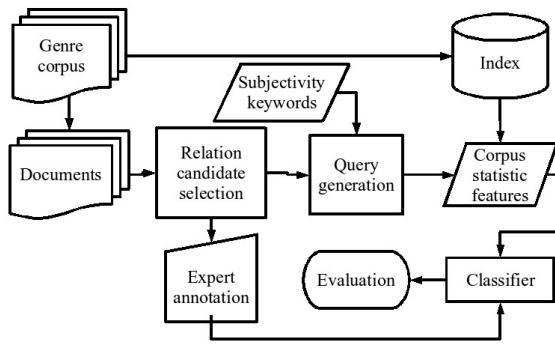 Genre
corpus
Index
Subjectivity
keywords
Documents
Relation
candidate
selection
Query
generation
Corpus
statistic
features
Expert
annotation
Evaluation
Classifier